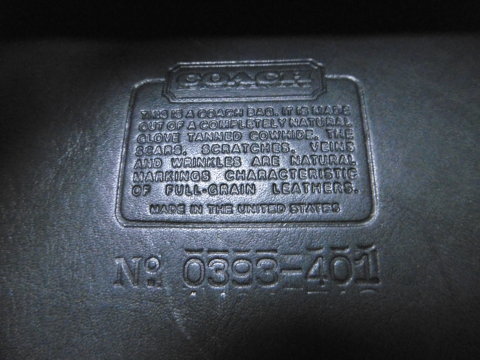 COACH
THIS IS A COACH BAG. IT IS MADE
OUT OF A COMPLETELY NATURAL
GLOVE TANNED COWHIDE. THE
SCARS, SCRATCHES, VEINS
AND WRINKLES ARE NATURAL
MARKINGS CHARACTERISTIC
OF FULL-GRAIN LEATHERS.
MADE IN THE UNITED STATES
No 0393-401